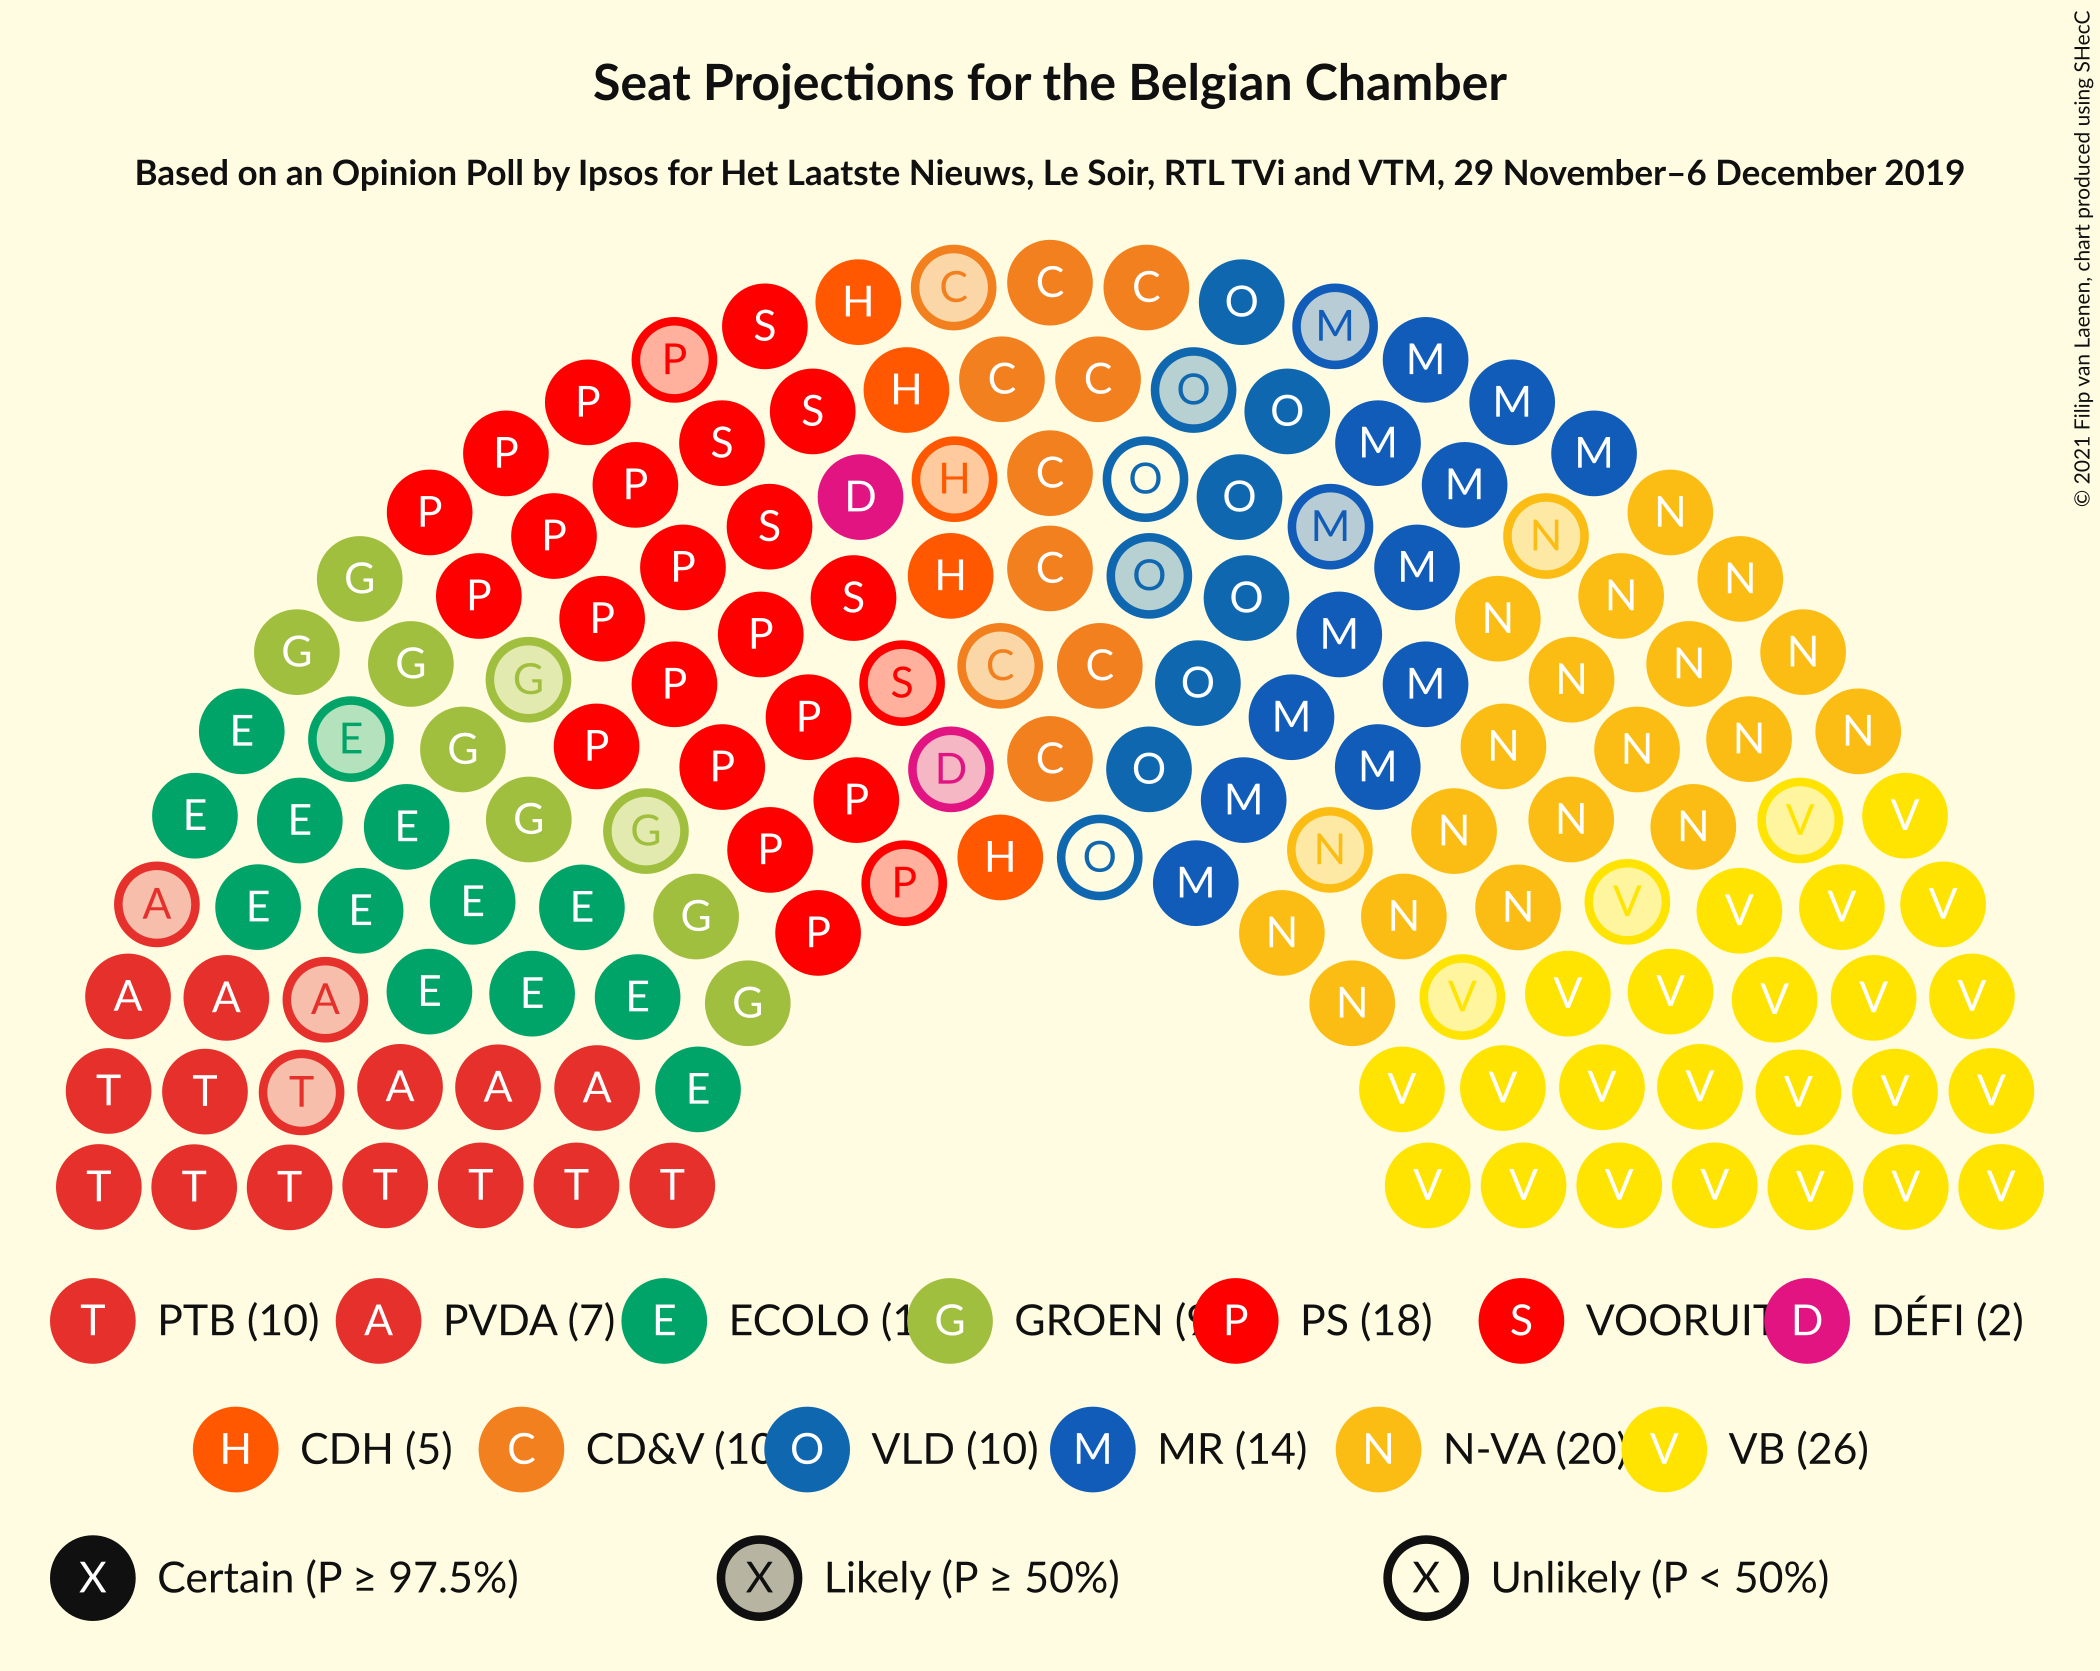 Seat Projections for the Belgian Chamber
Based on an Opinion Poll by Ipsos for Het Laatste Nieuws, Le Soir, RTL TVi and VTM, 29 November–6 December 2019
© 2021 Filip van Laenen, chart produced using SHecC
H C C C O
S M
P M
P S H C C O O M M
P S M M
P P D H C O O M N N
G P P S M M N N
P P P S H C O O M N N
G G G P S C C O M M N N N
E E G P P P D C O M M N N N N
E E E G G P P H O M N N N N V V
A E E E E G P P M N N N V V V V
A A A E E E G N V V V V V V
T T T A A A E V V V V V V V
T T T T T T T V V V V V V V
T PTB (10) A PVDA (7) E ECOLO (1 G GROEN (9 P PS (18) S VOORUIT D DÉFI (2)
H CDH (5) C CD&V (10 O VLD (10) M MR (14) N N-VA (20) V VB (26)
X Certain (P ≥ 97.5%) X Likely (P ≥ 50%) X Unlikely (P < 50%)